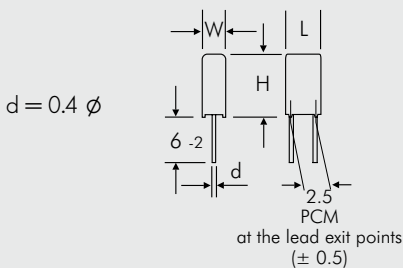 W
L
H
d = 0.4 ϕ
6 -2
d
2.5
PCM
at the lead exit points
(± 0.5)